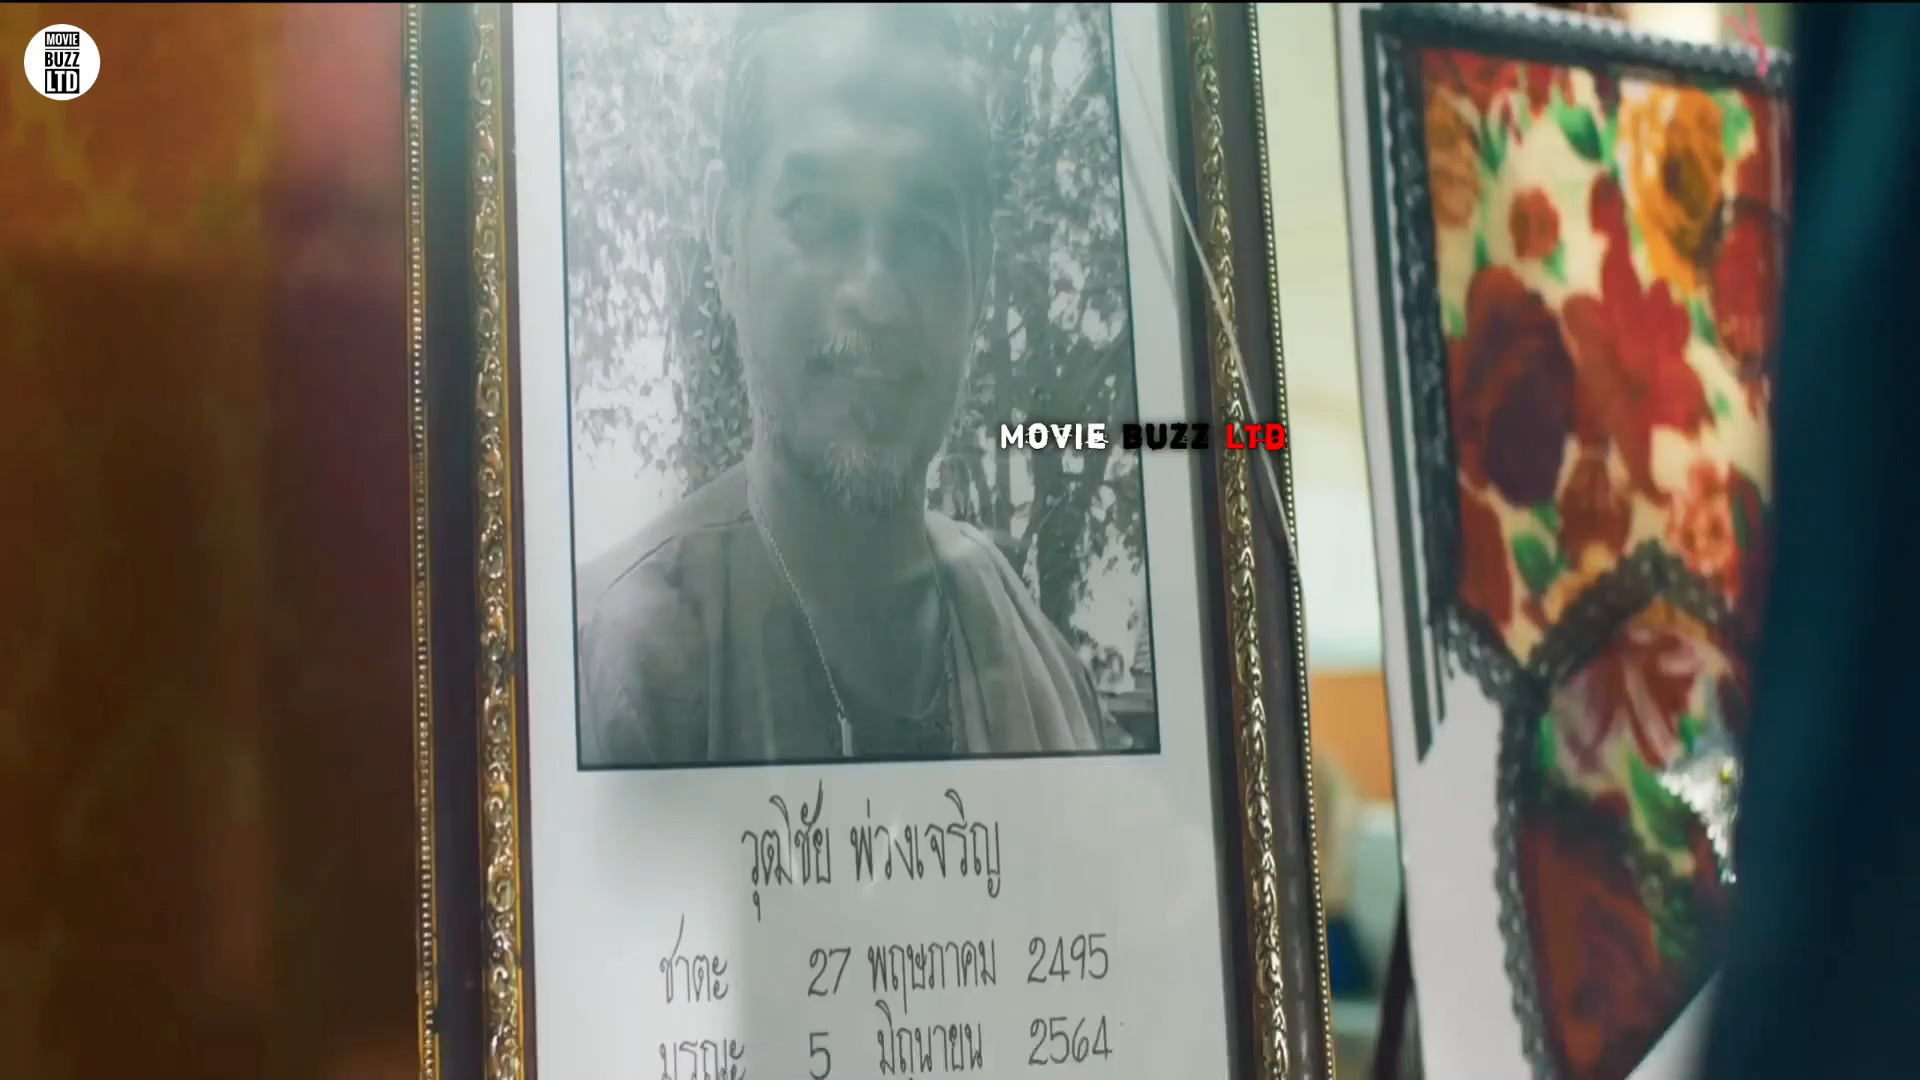 MOVIE
BUZZ
LTD
MOVIE BUZZ LTD
วุฒิชัย พ่วงเจริญ
ชาตะ 27 พฤษภาคม 2495
มรณะ 5 มิถุนายน 2564